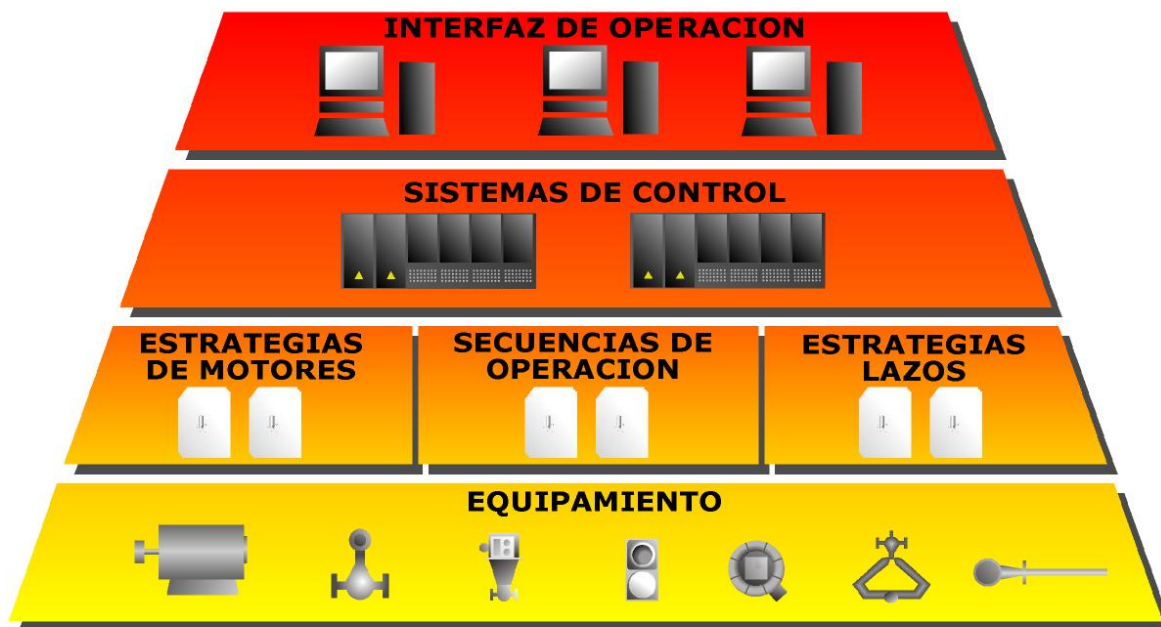 INTERFAZ DE OPERACION
SISTEMAS DE CONTROL
ESTRATEGIAS
DE MOTORES
SECUENCIAS DE
OPERACION
ESTRATEGIAS
LAZOS
EQUIPAMIENTO